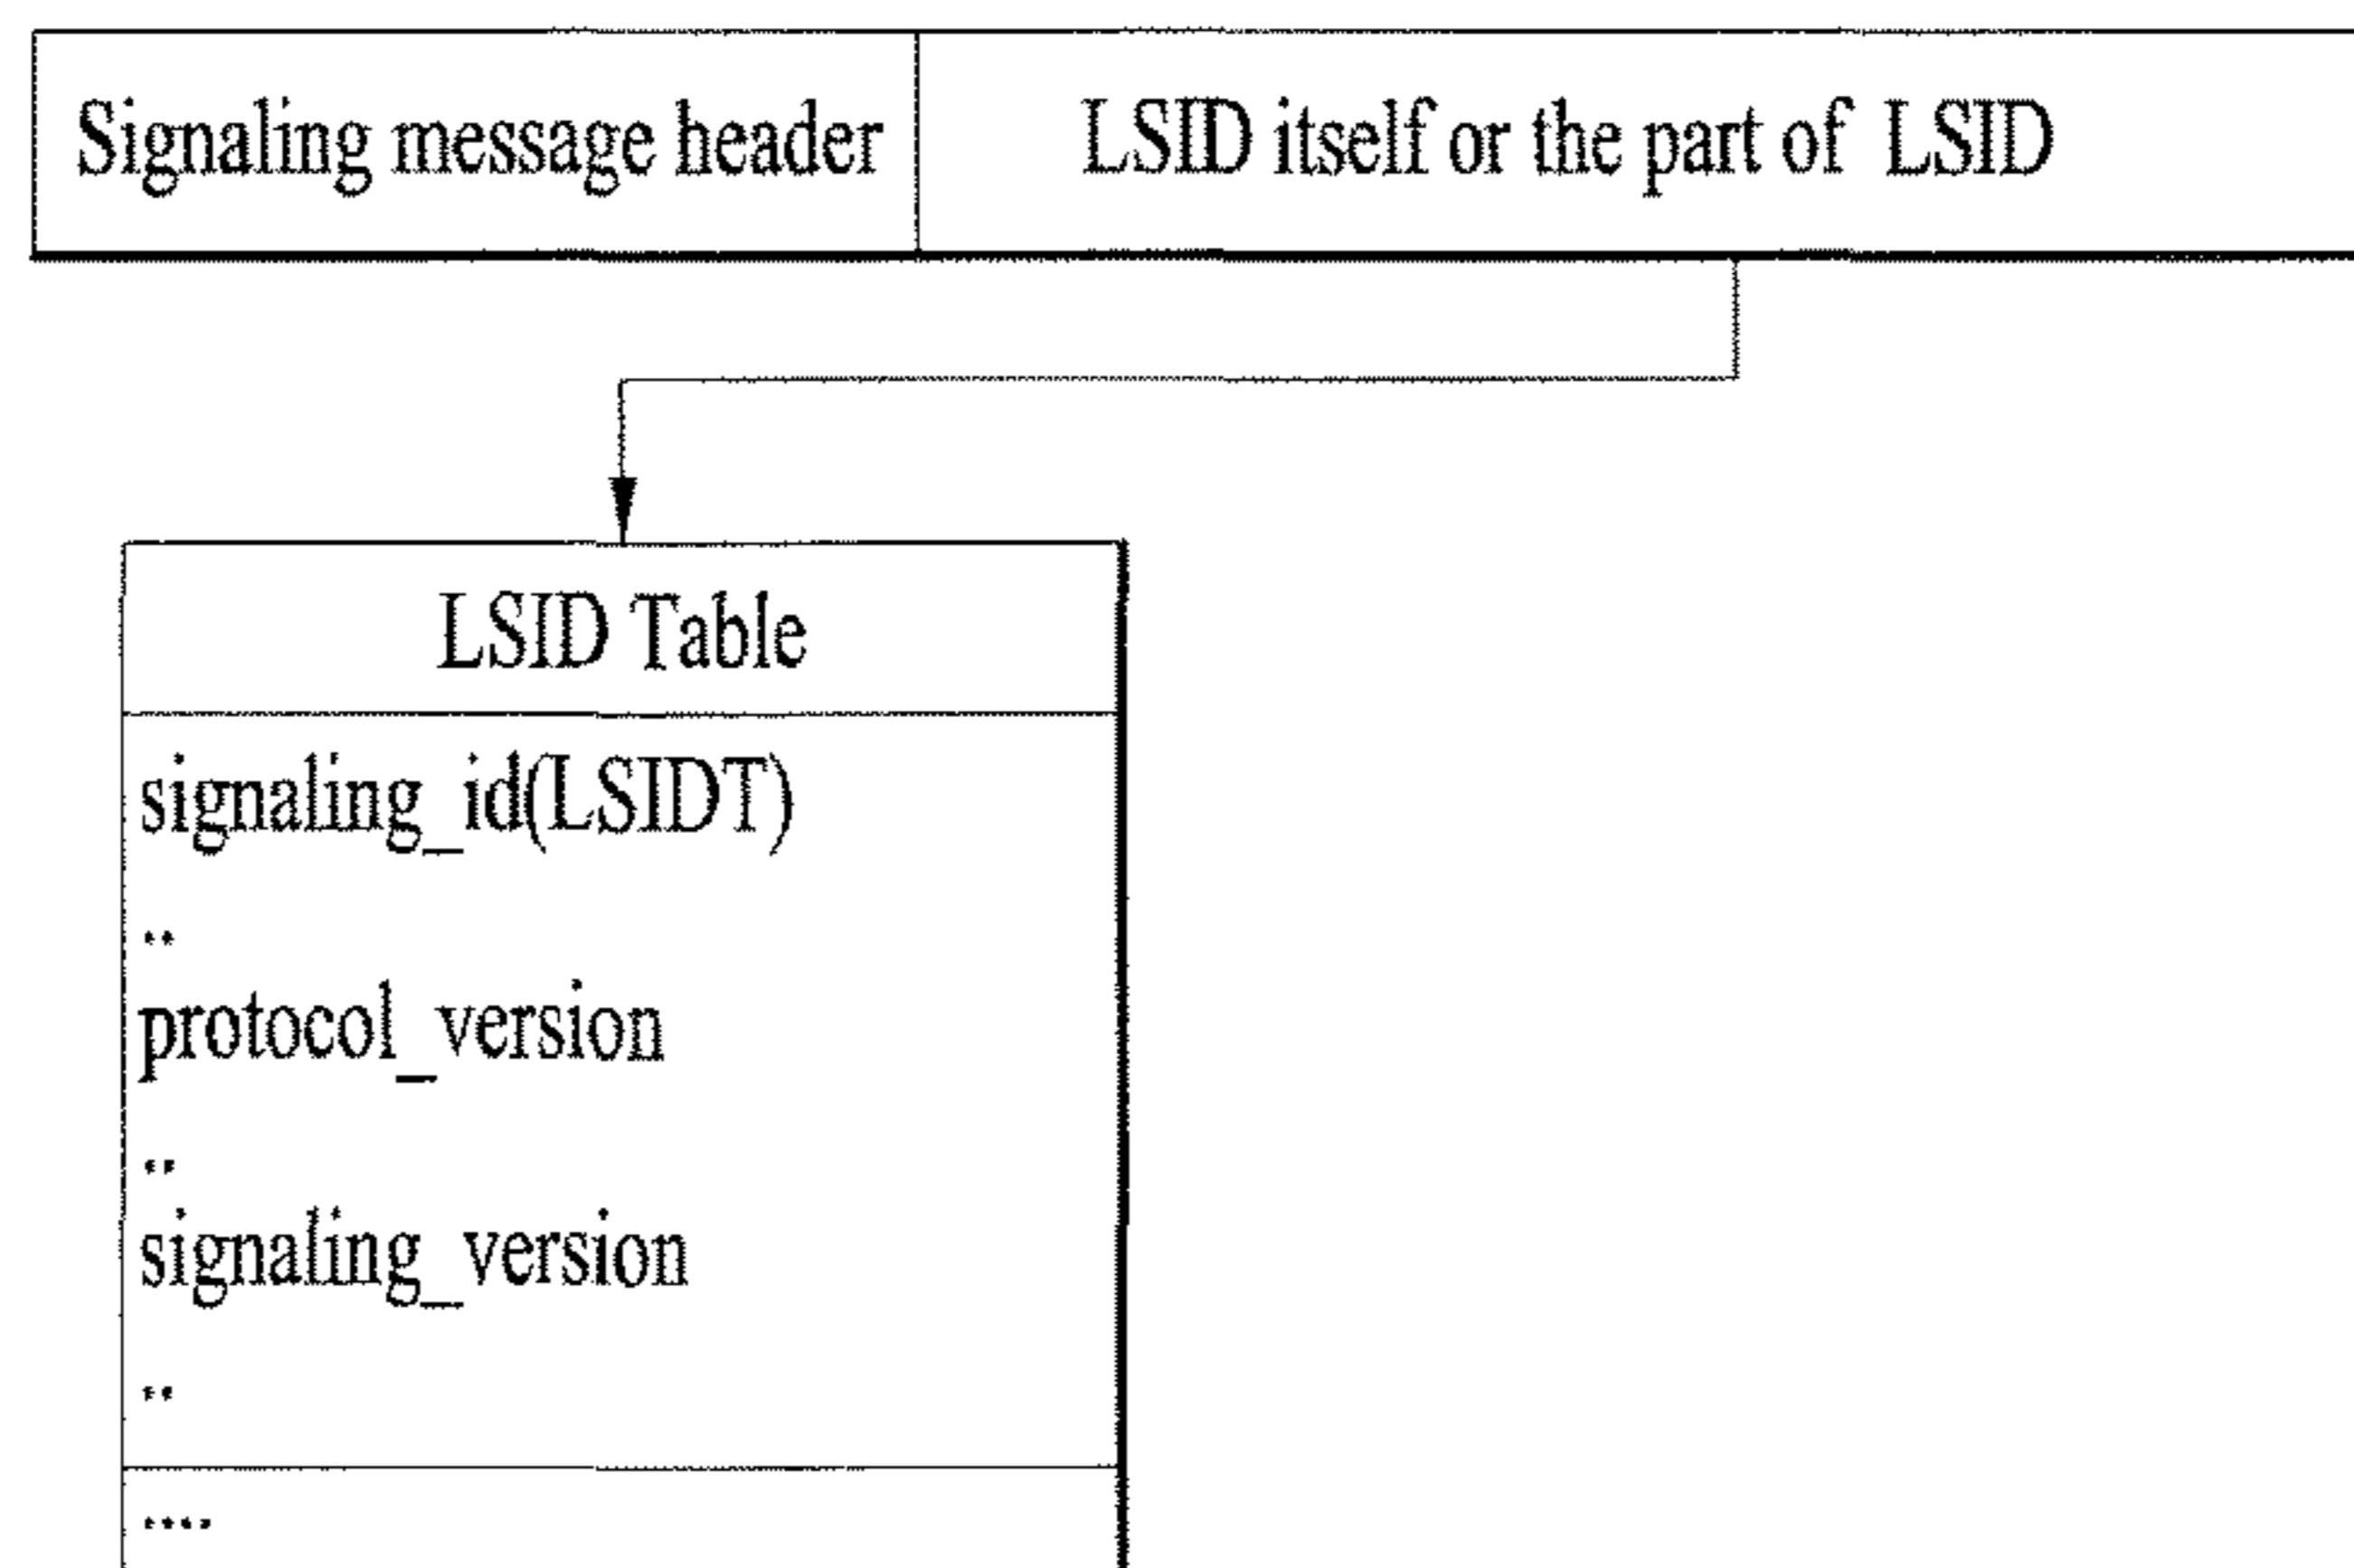 Signaling message header LSID itself or the part of LSID
LSID Table
signaling_id(LSIDT)
..
protocol_version
..
signaling_version
..
....